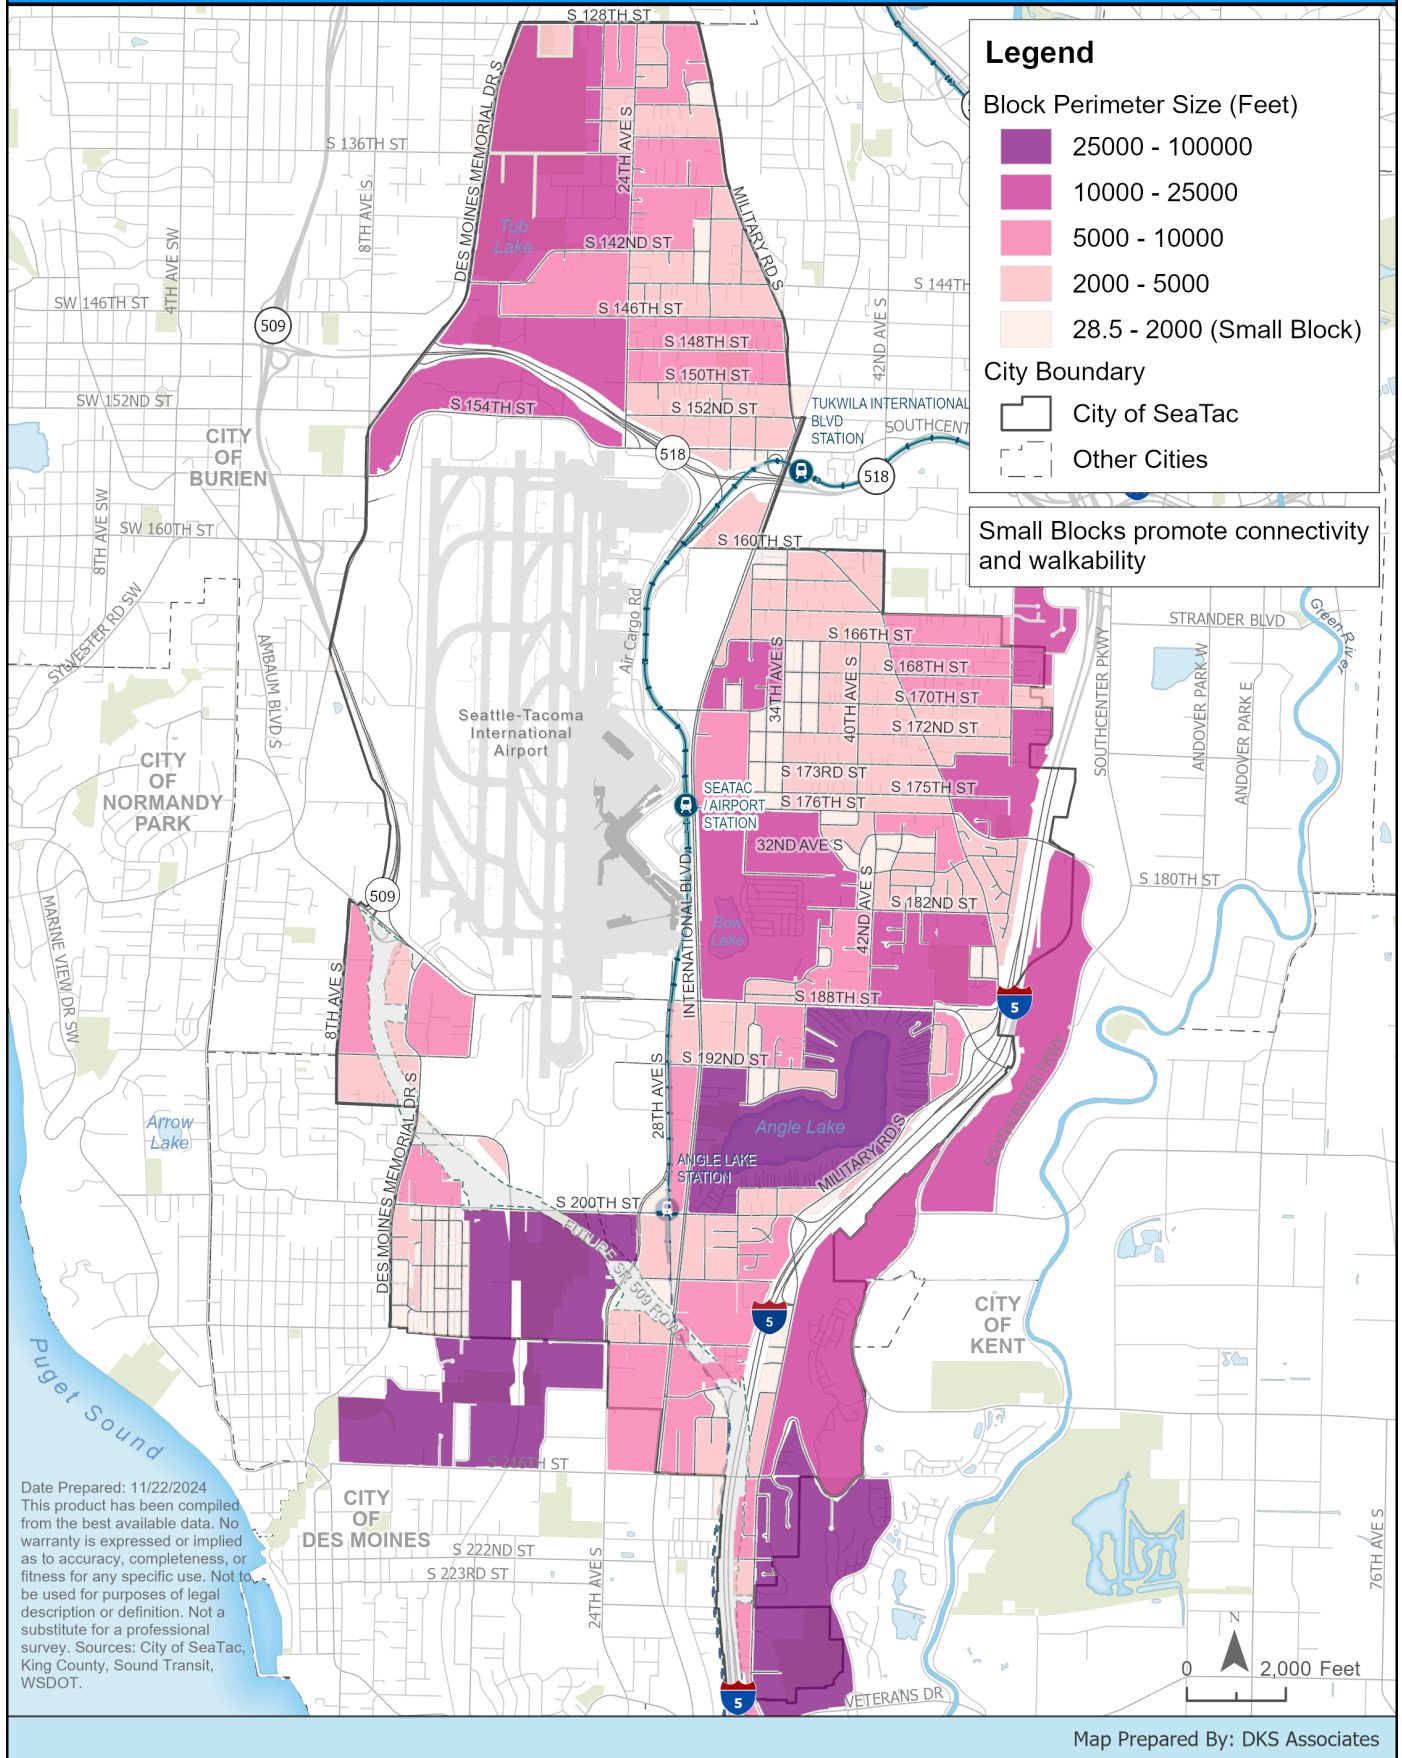 S 128TH ST
Legend
Block Perimeter Size (Feet)
25000 - 100000
10000 - 25000
5000 - 10000
2000 - 5000
28.5 - 2000 (Small Block)
City Boundary
City of SeaTac
Other Cities
Small Blocks promote connectivity
and walkability
DES MOINES MEMORIAL DR S
S 136TH ST
24TH AVE S
8TH AVE S
4TH AVE SW
MILITARY RD S
Tub
Lake
S 142ND ST
S 144TH
SW 146TH ST
S 146TH ST
509
S 148TH ST
42ND AVE S
S 150TH ST
SW 152ND ST
S 152ND ST
S 154TH ST
TUKWILA INTERNATIONAL
BLVD
STATION
SOUTHCENT
CITY
OF
BURIEN
518
518
8TH AVE SW
SW 160TH ST
S 160TH ST
SYLVESTER RD SW
AMBAUM BLVD S
Air Cargo Rd
STRANDER BLVD
Green River
S 166TH ST
34TH AVE S
40TH AVE S
S 168TH ST
S 170TH ST
S 172ND ST
SOUTHCENTER PKWY
ANDOVER PARK W
ANDOVER PARK E
Seattle-Tacoma
International
Airport
CITY
OF
NORMANDY
PARK
S 173RD ST
S 175TH ST
S 176TH ST
SEATAC
/ AIRPORT
STATION
32ND AVE S
INTERNATIONAL BLVD
42ND AVE S
S 180TH ST
509
S 182ND ST
MARINE VIEW DR SW
Bow
Lake
8TH AVE S
S 188TH ST
5
S 192ND ST
28TH AVE S
SOUTHCENTER PKWY
Arrow
Lake
DES MOINES MEMORIAL DR S
Angle Lake
MILITARY RD S
ANGLE LAKE
STATION
S 200TH ST
FUTURE SR 509 ROW
5
CITY
OF
KENT
Puget Sound
S 216TH ST
CITY
OF
DES MOINES
S 222ND ST
S 223RD ST
24TH AVE S
76TH AVE S
Date Prepared: 11/22/2024
This product has been compiled
from the best available data. No
warranty is expressed or implied
as to accuracy, completeness, or
fitness for any specific use. Not to
be used for purposes of legal
description or definition. Not a
substitute for a professional
survey. Sources: City of SeaTac,
King County, Sound Transit,
WSDOT.
N
0 2,000 Feet
5
VETERANS DR
Map Prepared By: DKS Associates